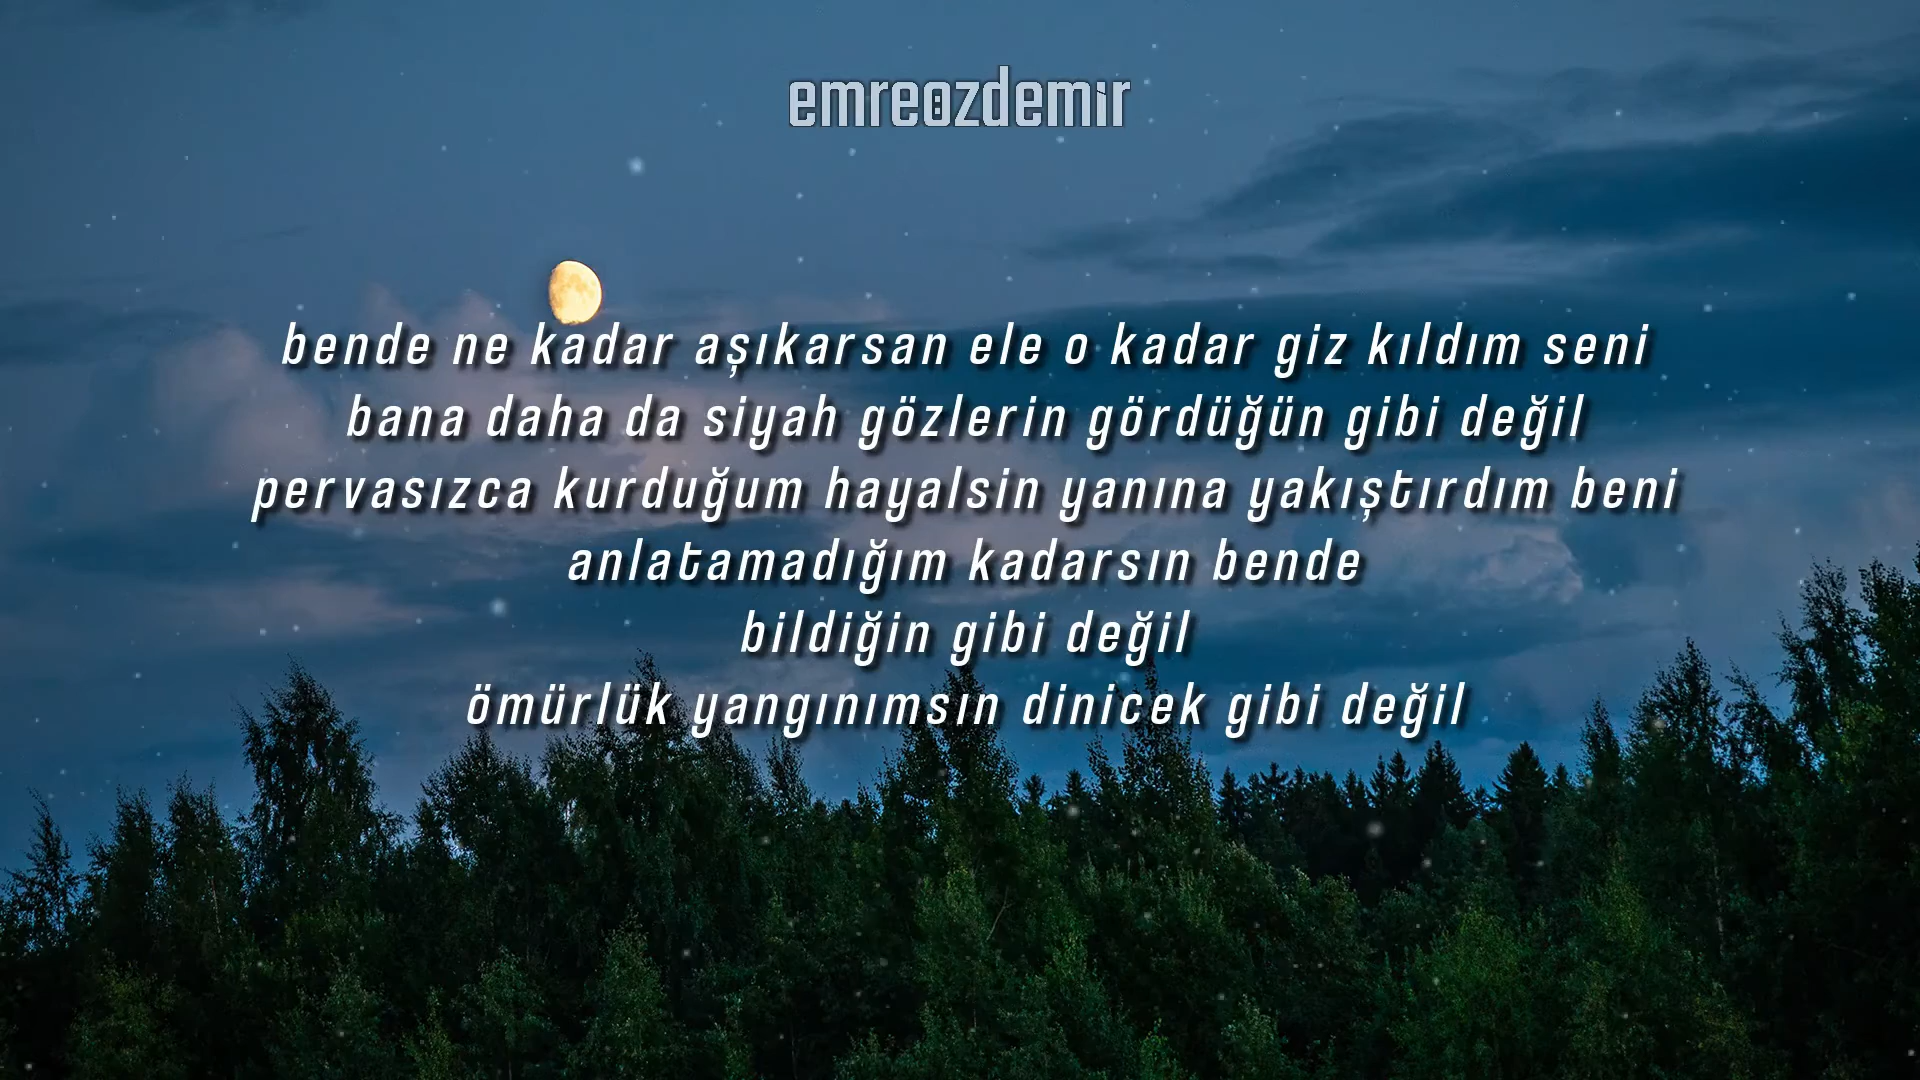 emreözdemir
bende ne kadar aşıkarsan ele o kadar giz kıldım seni
bana daha da siyah gözlerin gördüğün gibi değil
pervasızca kurduğum hayalsin yanına yakıştırdım beni
anlatamadığım kadarsın bende
bildiğin gibi değil
ömürlük yangınımsın dinicek gibi değil